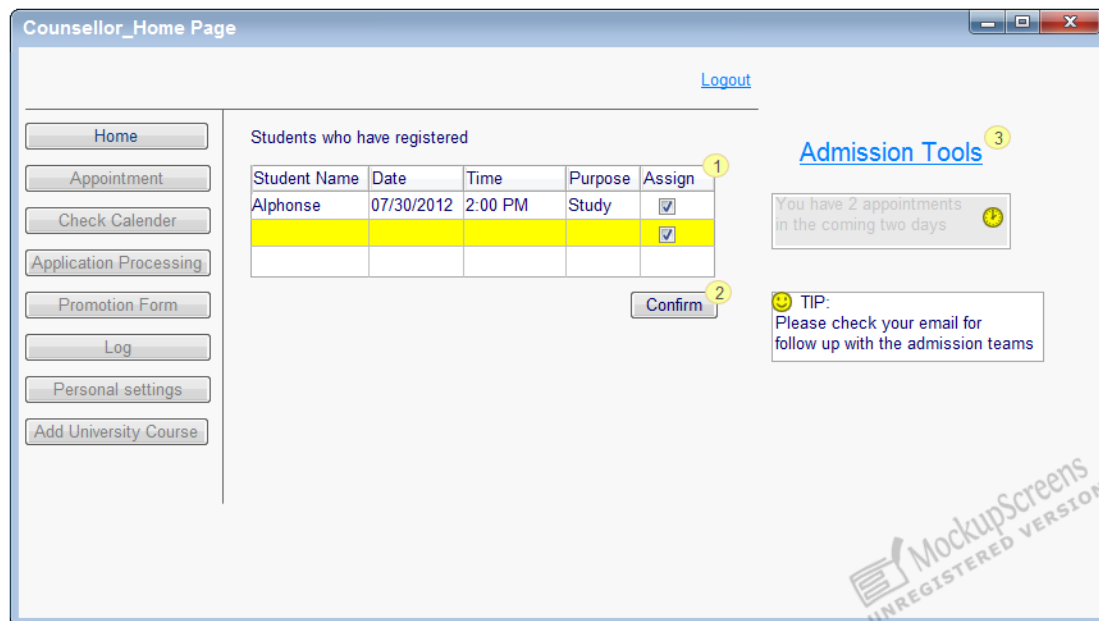 Counsellor_Home Page
Logout
Home
Appointment
Check Calender
Application Processing
Promotion Form
Log
Personal settings
Add University Course
Students who have registered
1
Student Name Date Time Purpose Assign
Alphonse 07/30/2012 2:00 PM Study
2
Confirm
Admission Tools 3
You have 2 appointments
in the coming two days
TIP:
Please check your email for
follow up with the admission teams
MockupScreens
UNREGISTERED VERSION